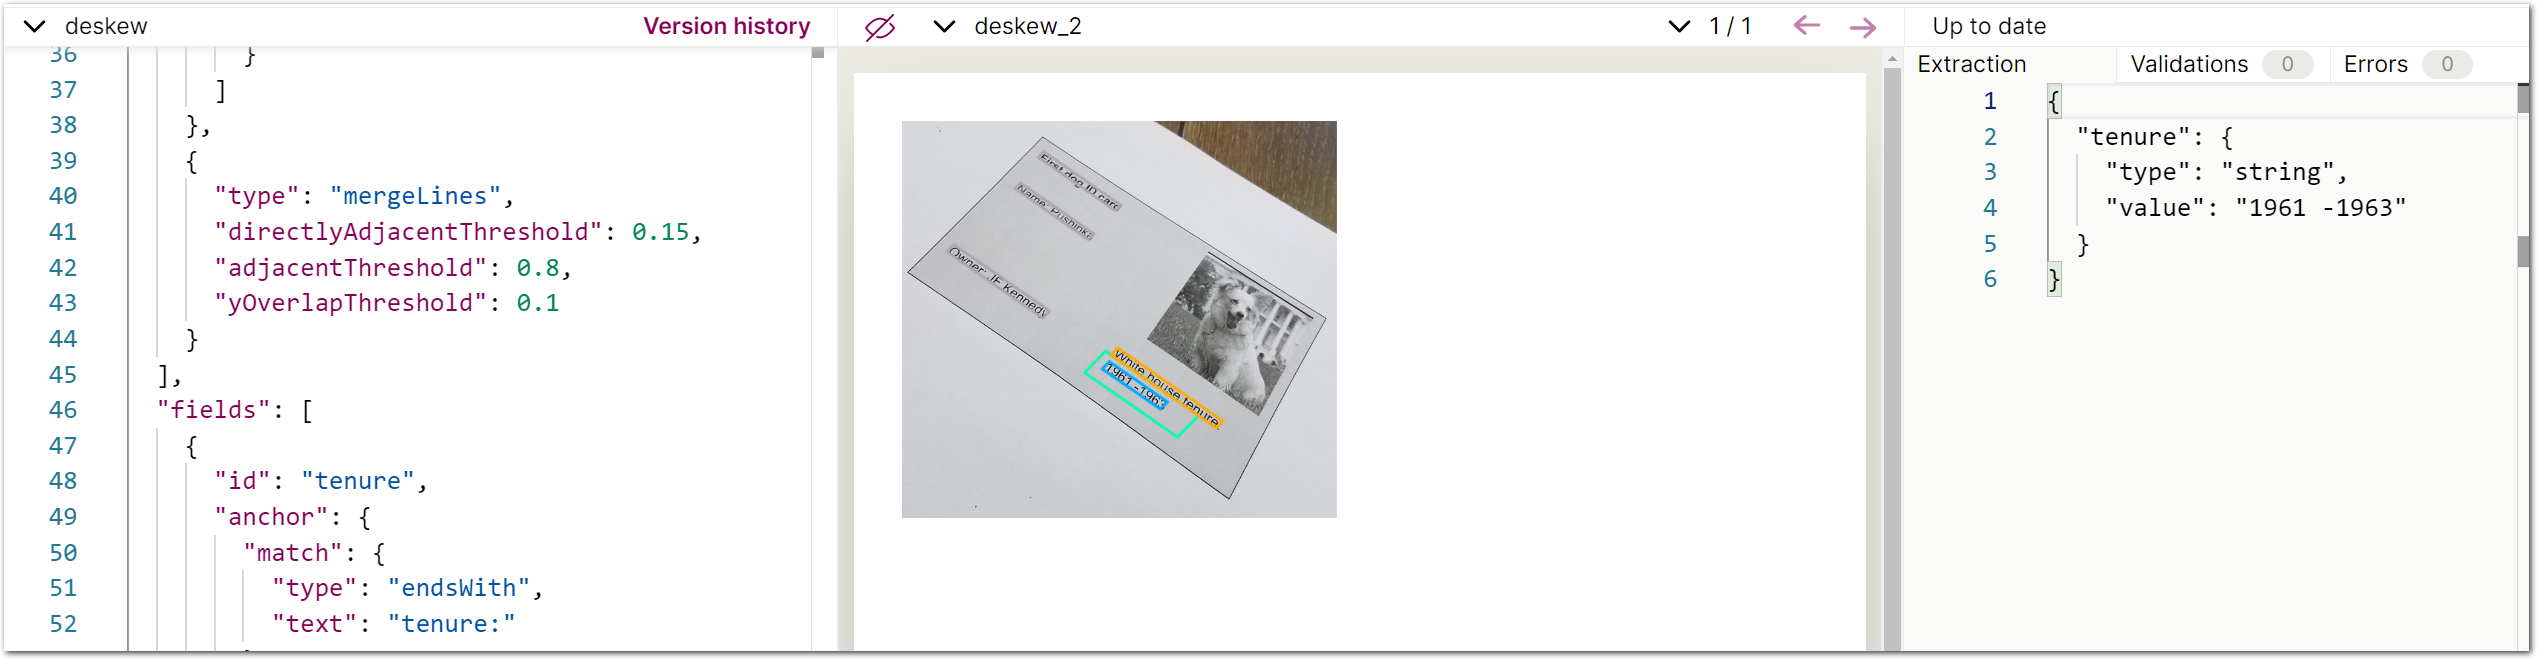 deskew
Version history
deskew_2
1 / 1
Up to date
Extraction
Validations 0
Errors 0
36 }
37 ]
38 },
39 {
40 "type": "mergeLines",
41 "directlyAdjacentThreshold": 0.15,
42 "adjacentThreshold": 0.8,
43 "yOverlapThreshold": 0.1
44 }
45 ],
46 "fields": [
47 {
48 "id": "tenure",
49 "anchor": {
50 "match": {
51 "type": "endsWith",
52 "text": "tenure:"
First dog ID card
Name: Pushinka
Owner: JF Kennedy
White house tenure:
1961 -1963
1 {
2 "tenure": {
3 "type": "string",
4 "value": "1961 -1963"
5 }
6 }